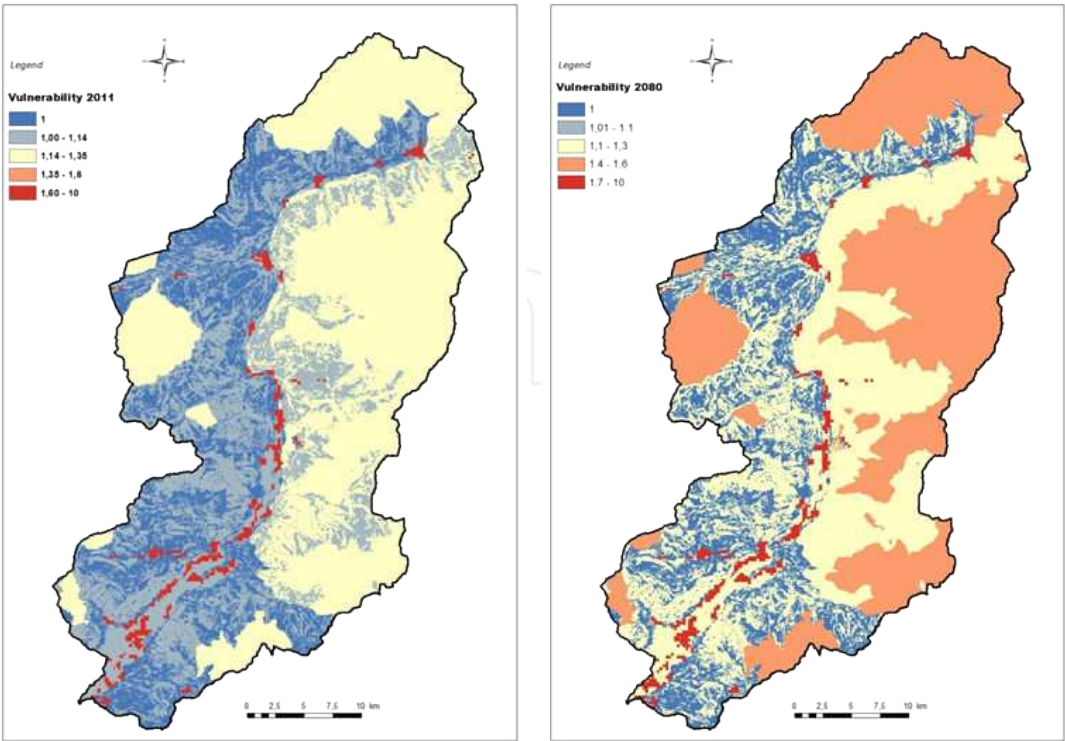 Legend
Vulnerability 2011
1
1,00 - 1,14
1,14 - 1,35
1,35 - 1,6
1,60 - 10
0 2,5 5 7,5 10 km
Legend
Vulnerability 2080
1
1,01 - 1.1
1,1 - 1,3
1.4 - 1.6
1.7 - 10
0 2,5 5 7,5 10 km